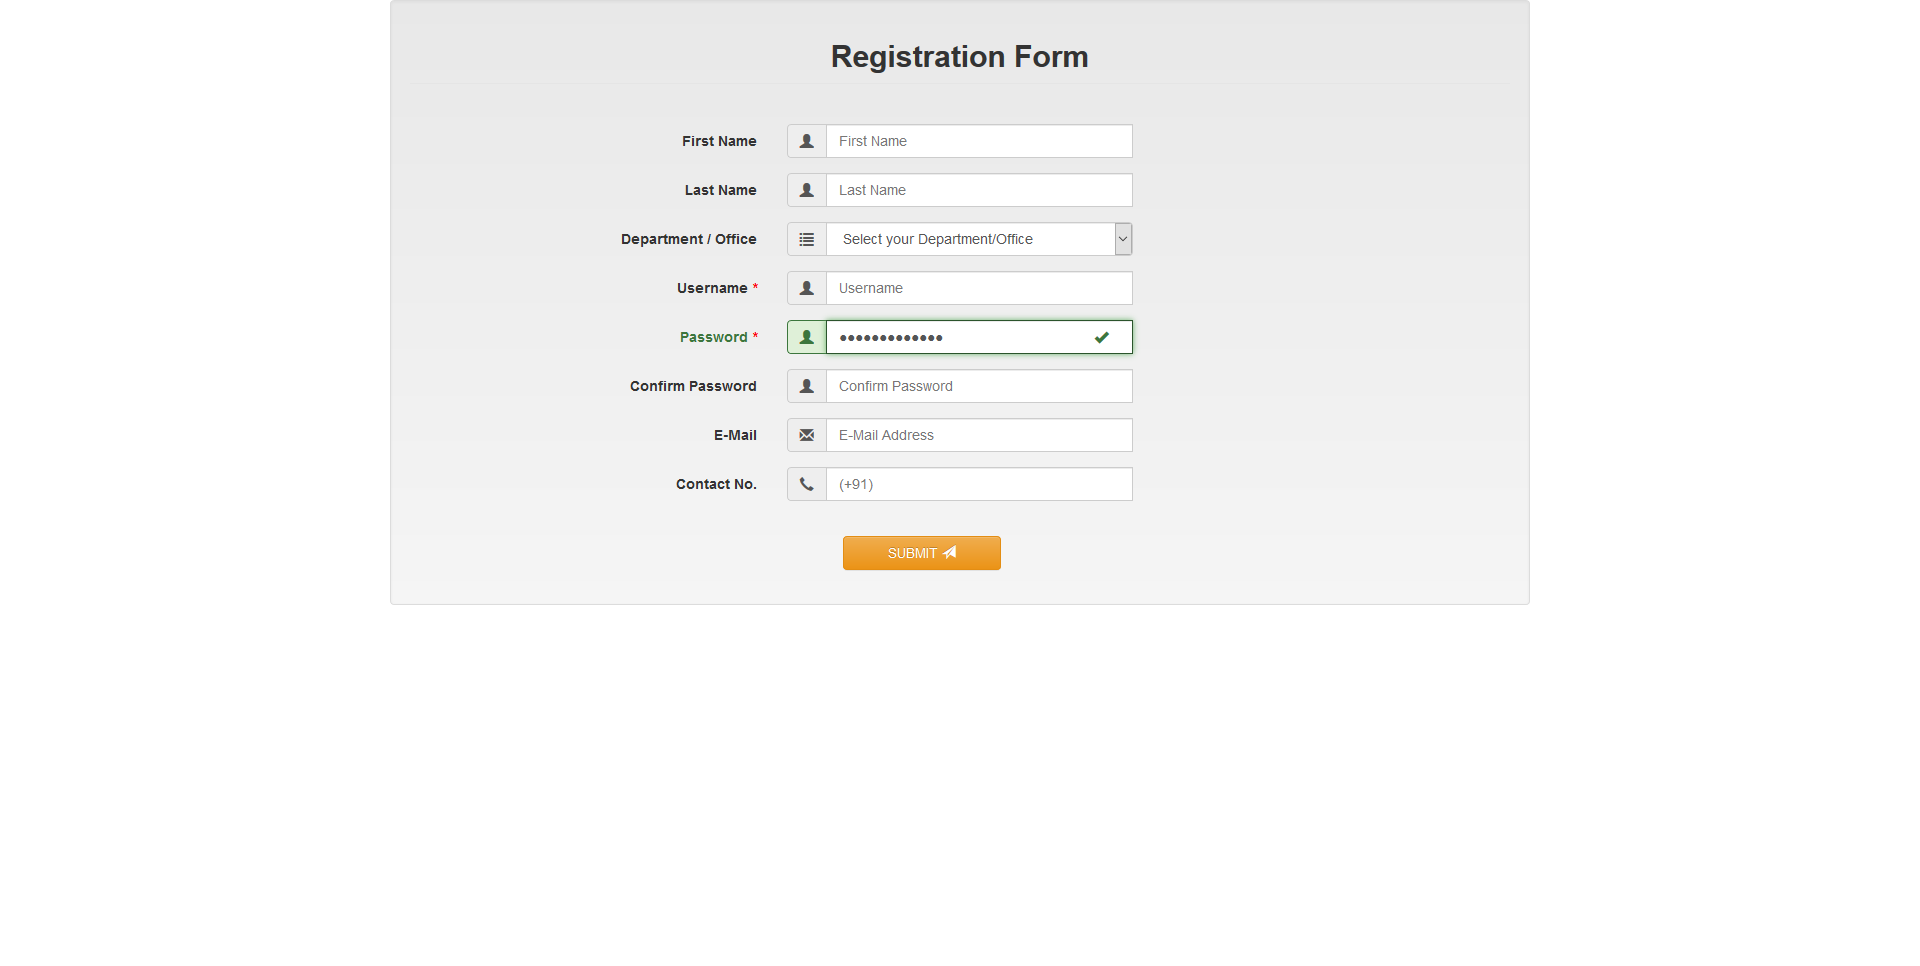 Registration Form
First Name First Name
Last Name Last Name
Department / Office Select your Department/Office
Username * Username
Password * ●●●●●●●●●●●●●
Confirm Password Confirm Password
E-Mail E-Mail Address
Contact No. (+91)
SUBMIT